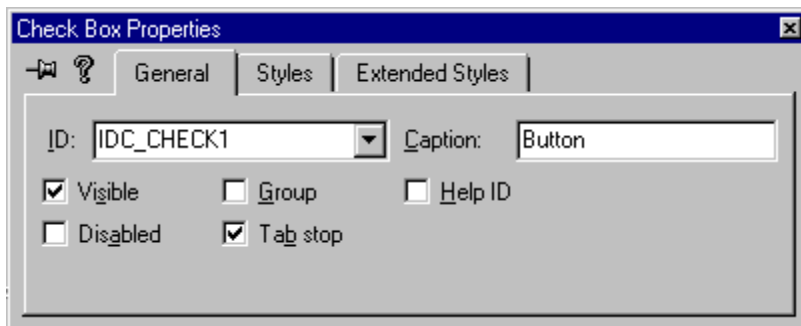 Check Box Properties
General Styles Extended Styles
ID: IDC_CHECK1 Caption: Button
Visible Group Help ID
Disabled Tab stop